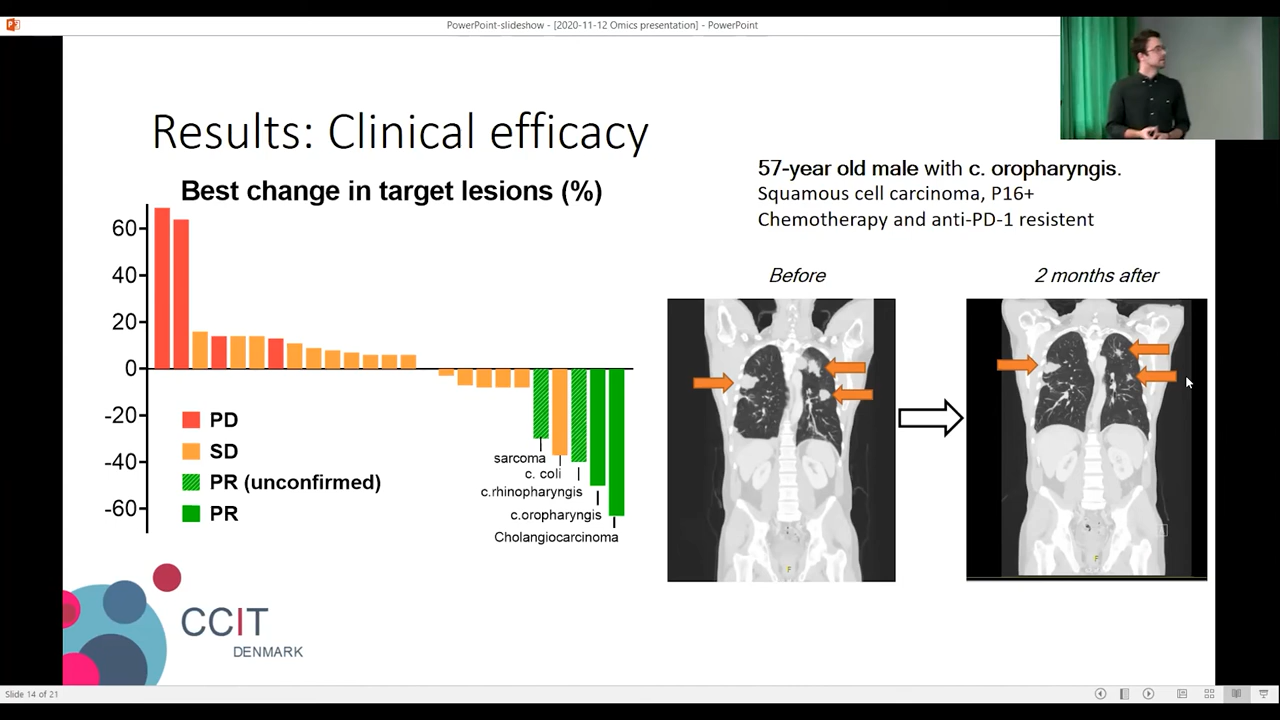 PowerPoint-slideshow - [2020-11-12 Omics presentation] - PowerPoint
Results: Clinical efficacy
Best change in target lesions (%)
60
40
20
0
-20
-40
-60
PD
SD
PR (unconfirmed)
PR
sarcoma
c. coli
c.rhinopharyngis
c.oropharyngis
Cholangiocarcinoma
57-year old male with c. oropharyngis.
Squamous cell carcinoma, P16+
Chemotherapy and anti-PD-1 resistent
Before
2 months after
F
F
CCIT
DENMARK
Slide 14 of 21